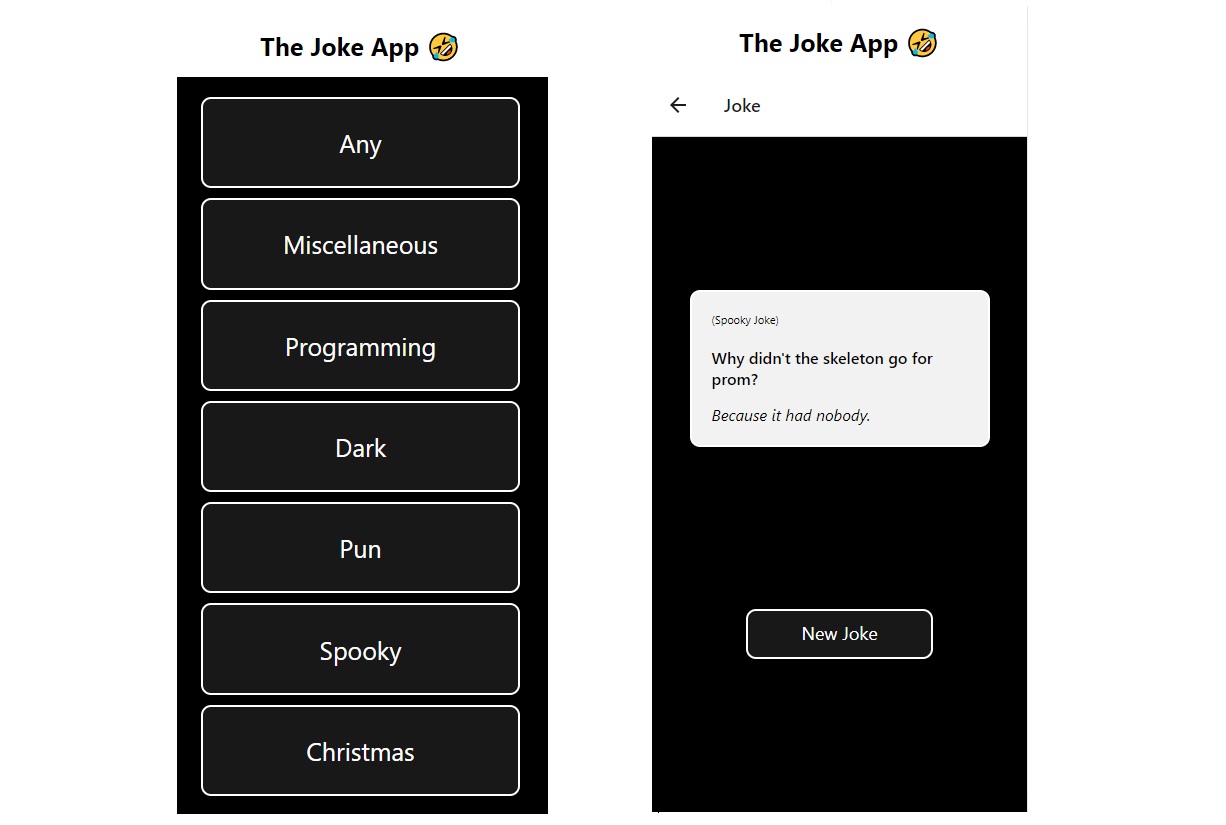 The Joke App 🤣
Any
Miscellaneous
Programming
Dark
Pun
Spooky
Christmas
The Joke App 🤣
Joke
(Spooky Joke)
Why didn't the skeleton go for
prom?
Because it had nobody.
New Joke